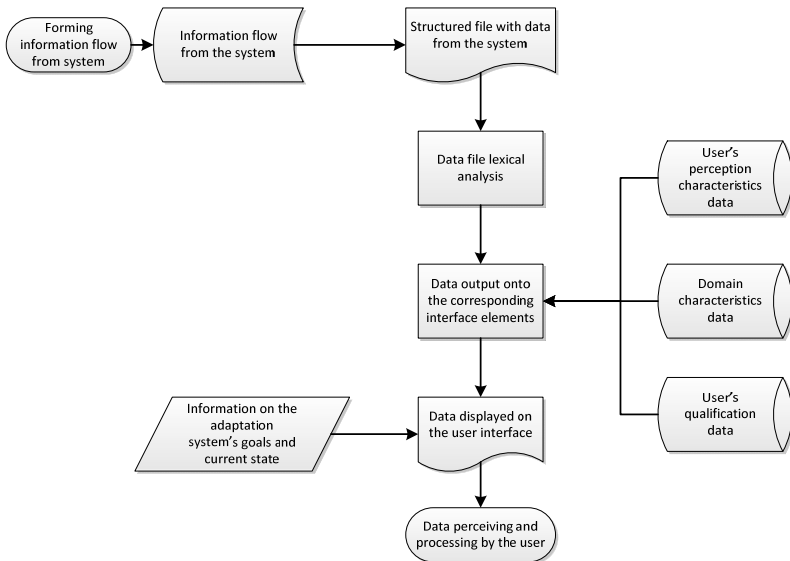 Forming
information flow
from system
Information flow
from the system
Structured file with data
from the system
Data file lexical
analysis
User's
perception
characteristics
data
Data output onto
the corresponding
interface elements
Domain
characteristics
data
Information on the
adaptation
system's goals and
current state
Data displayed on
the user interface
User's
qualification
data
Data perceiving and
processing by the user